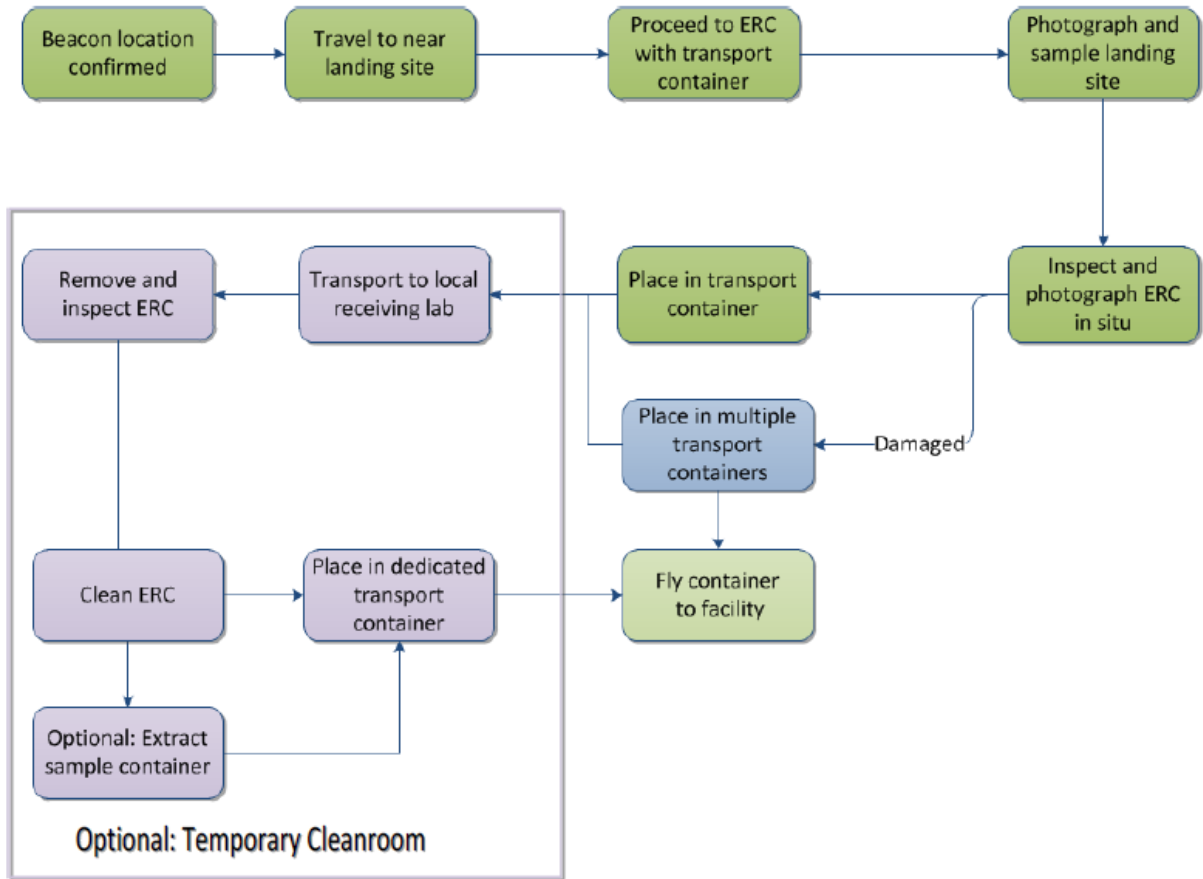 Beacon location
confirmed
Travel to near
landing site
Proceed to ERC
with transport
container
Photograph and
sample landing
site
Remove and
inspect ERC
Transport to local
receiving lab
Place in transport
container
Inspect and
photograph ERC
in situ
Place in multiple
transport
containers
Damaged
Clean ERC
Place in dedicated
transport
container
Fly container
to facility
Optional: Extract
sample container
Optional: Temporary Cleanroom